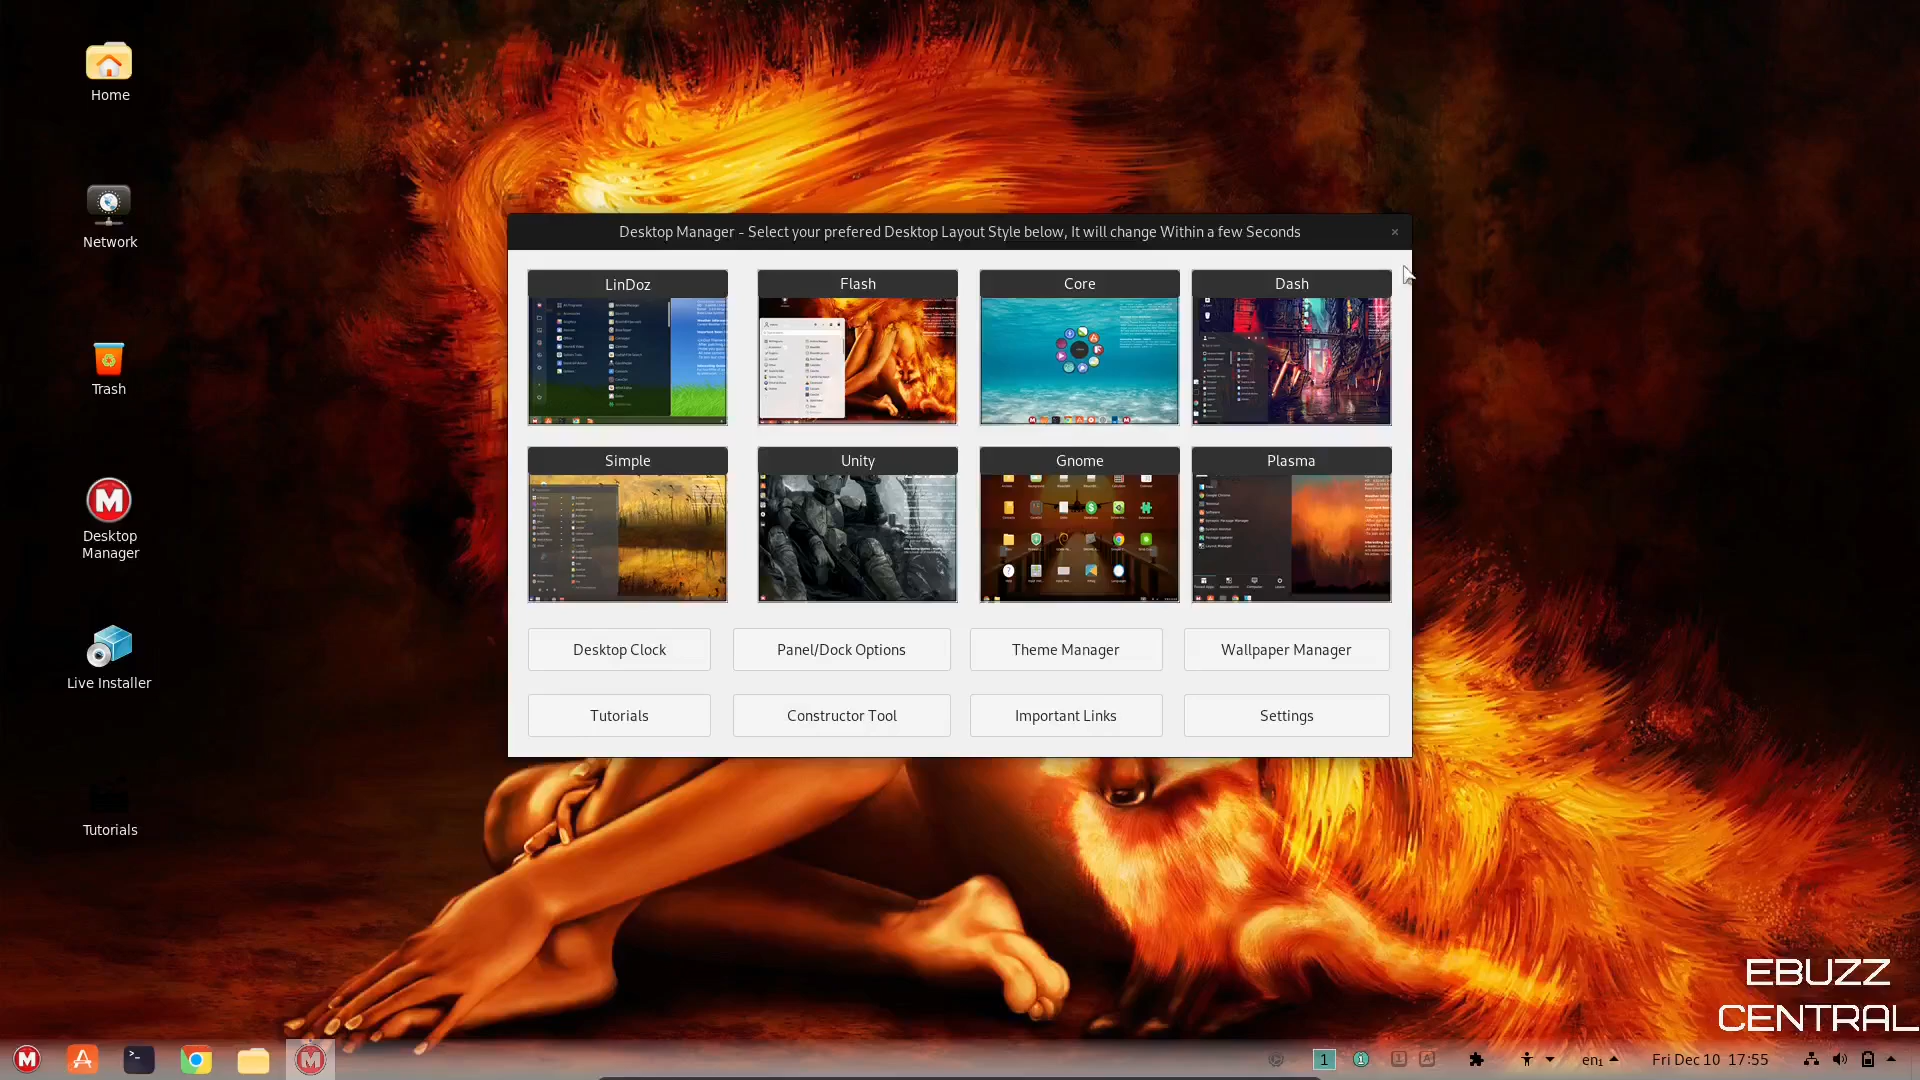 Home
Network
Trash
Desktop
Manager
Live Installer
Tutorials
Desktop Manager - Select your prefered Desktop Layout Style below, It will change Within a few Seconds
×
LinDoz
Flash
Core
Dash
Simple
Unity
Gnome
Plasma
Desktop Clock
Panel/Dock Options
Theme Manager
Wallpaper Manager
Tutorials
Constructor Tool
Important Links
Settings
EBUZZ
CENTRAL
1
en₁
Fri Dec 10 17:55